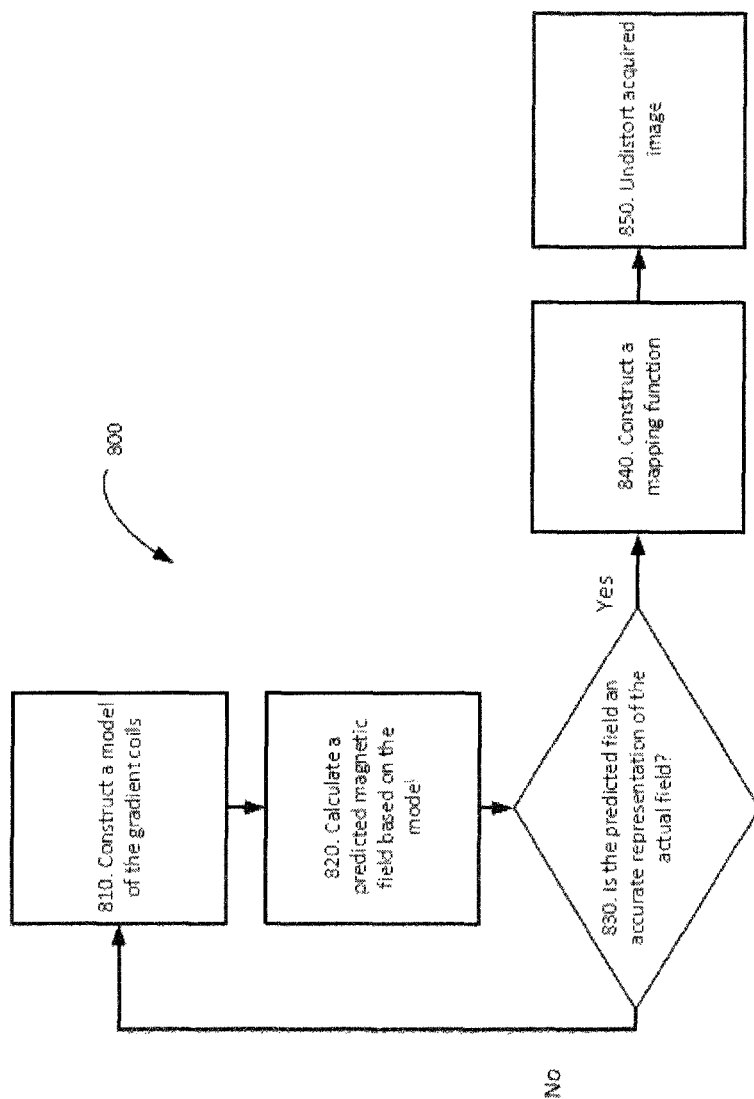 800
810. Construct a model
of the gradient coils
820. Calculate a
predicted magnetic
field based on the
model
830. Is the predicted field an
accurate representation of the
actual field?
No
Yes
840. Construct a
mapping function
850. Undistort acquired
image